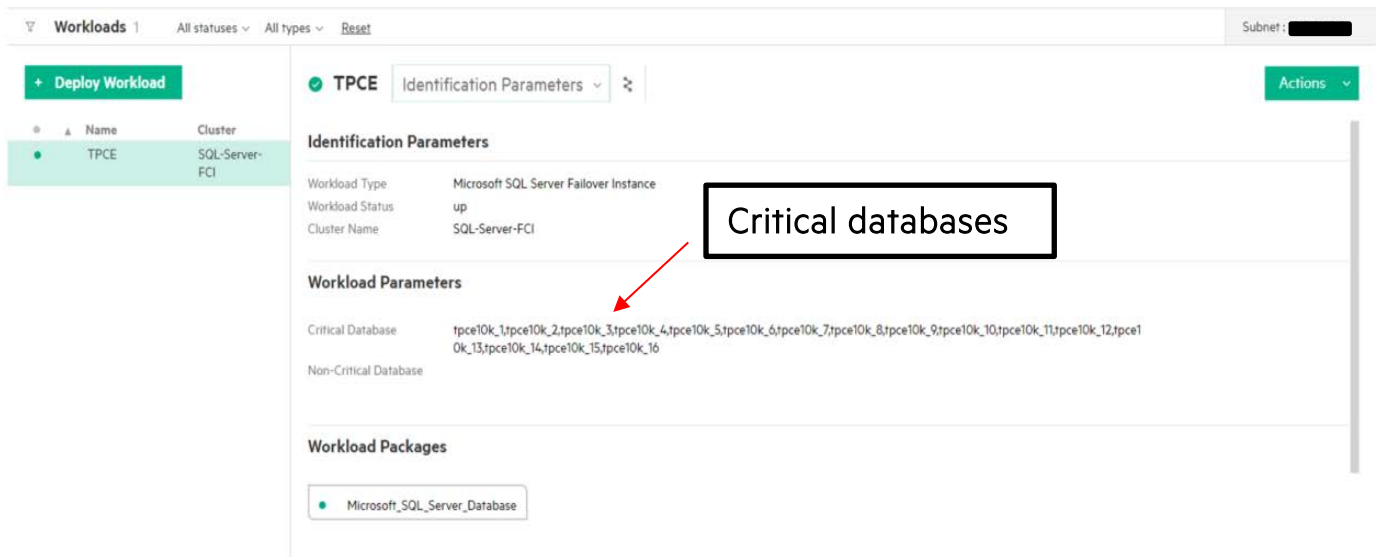 Workloads 1 All statuses All types Reset Subnet :
+ Deploy Workload
TPCE Identification Parameters Actions
Name Cluster
TPCE SQL-Server-
FCI
Identification Parameters
Workload Type Microsoft SQL Server Failover Instance
Workload Status up
Cluster Name SQL-Server-FCI
Critical databases
Workload Parameters
Critical Database tpce10k_1,tpce10k_2,tpce10k_3,tpce10k_4,tpce10k_5,tpce10k_6,tpce10k_7,tpce10k_8,tpce10k_9,tpce10k_10,tpce10k_11,tpce10k_12,tpce1
0k_13,tpce10k_14,tpce10k_15,tpce10k_16
Non-Critical Database
Workload Packages
Microsoft_SQL_Server_Database